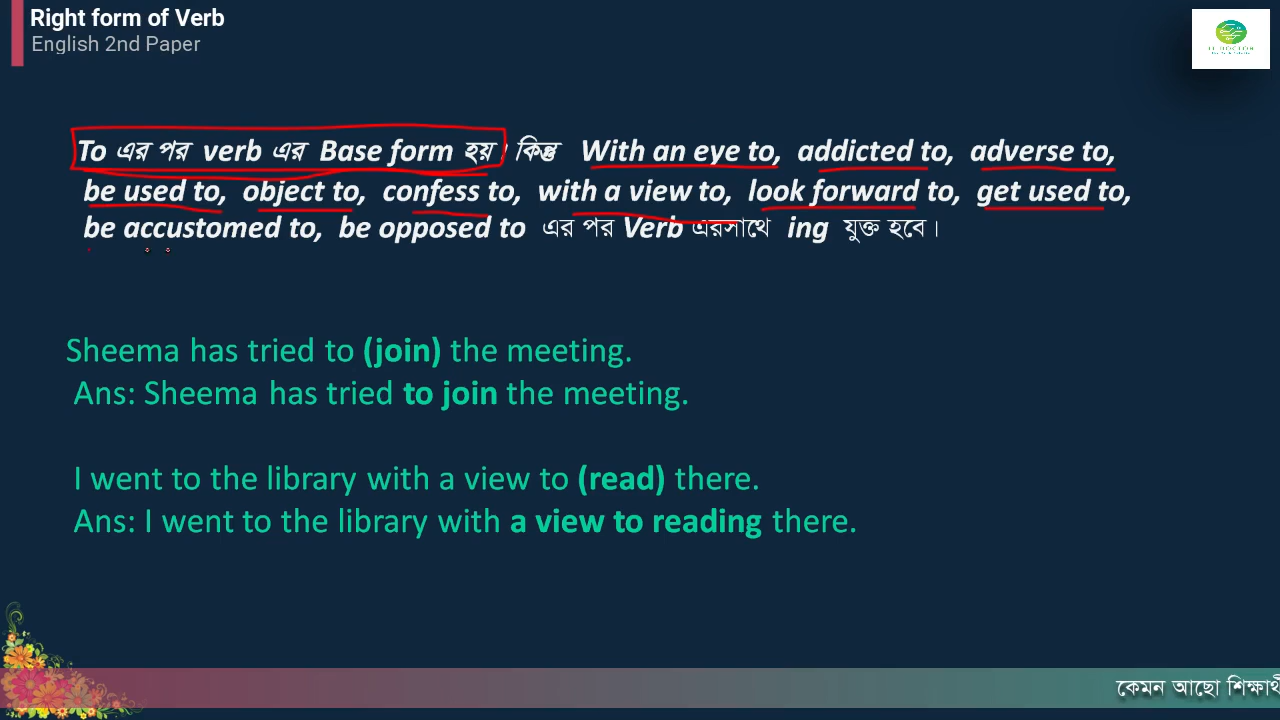 Right form of Verb
English 2nd Paper
To এর পর verb এর Base form হয় কিন্তু With an eye to, addicted to, adverse to,
be used to, object to, confess to, with a view to, look forward to, get used to,
be accustomed to, be opposed to এর পর Verb এরসাথে ing যুক্ত হবে।
Sheema has tried to (join) the meeting.
Ans: Sheema has tried to join the meeting.
I went to the library with a view to (read) there.
Ans: I went to the library with a view to reading there.
কেমন আছো শিক্ষার্থী